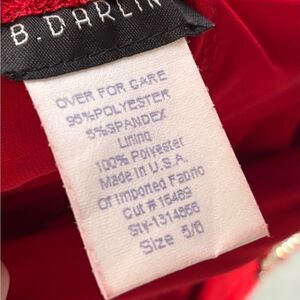 B. DARLIN
OVER FOR CARE
95%POLYESTER
5%SPANDEX
Lining
100% Polyester
Made in U.S.A.
Of Imported Fabric
Cut # 15489
Sty-1314866
Size 5/6